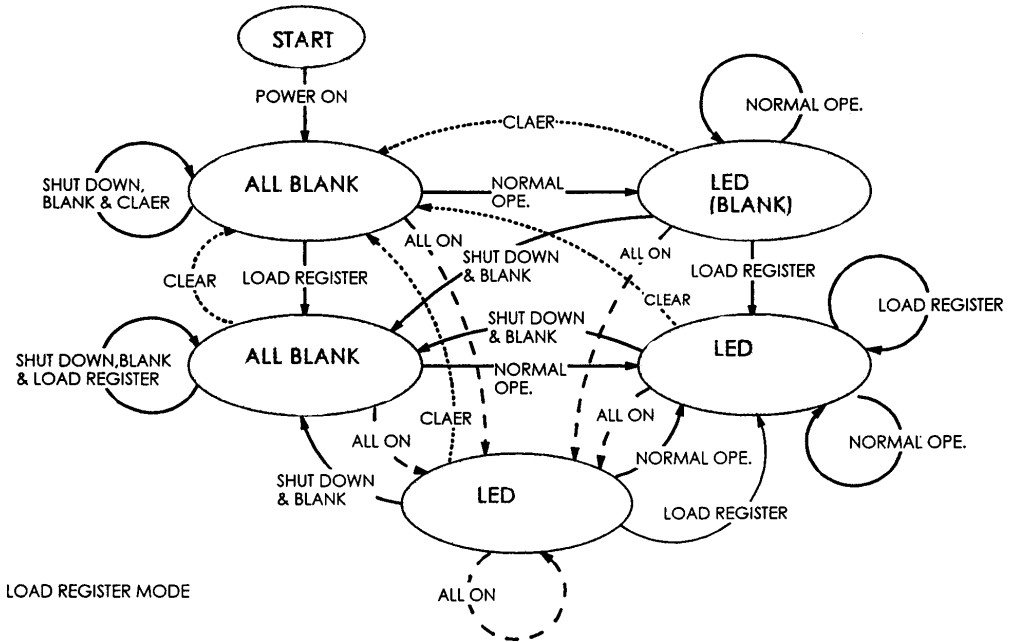 START
POWER ON
NORMAL OPE.
CLAER
SHUT DOWN,
BLANK & CLAER
ALL BLANK
NORMAL
OPE.
LED
(BLANK)
ALL ON
SHUT DOWN
& BLANK
ALL ON
CLEAR
LOAD REGISTER
LOAD REGISTER
CLEAR
LOAD REGISTER
SHUT DOWN
& BLANK
SHUT DOWN,BLANK
& LOAD REGISTER
ALL BLANK
LED
NORMAL
OPE.
CLAER
ALL ON
ALL ON
NORMAL OPE.
NORMAL OPE.
SHUT DOWN
& BLANK
LED
LOAD REGISTER
ALL ON
LOAD REGISTER MODE